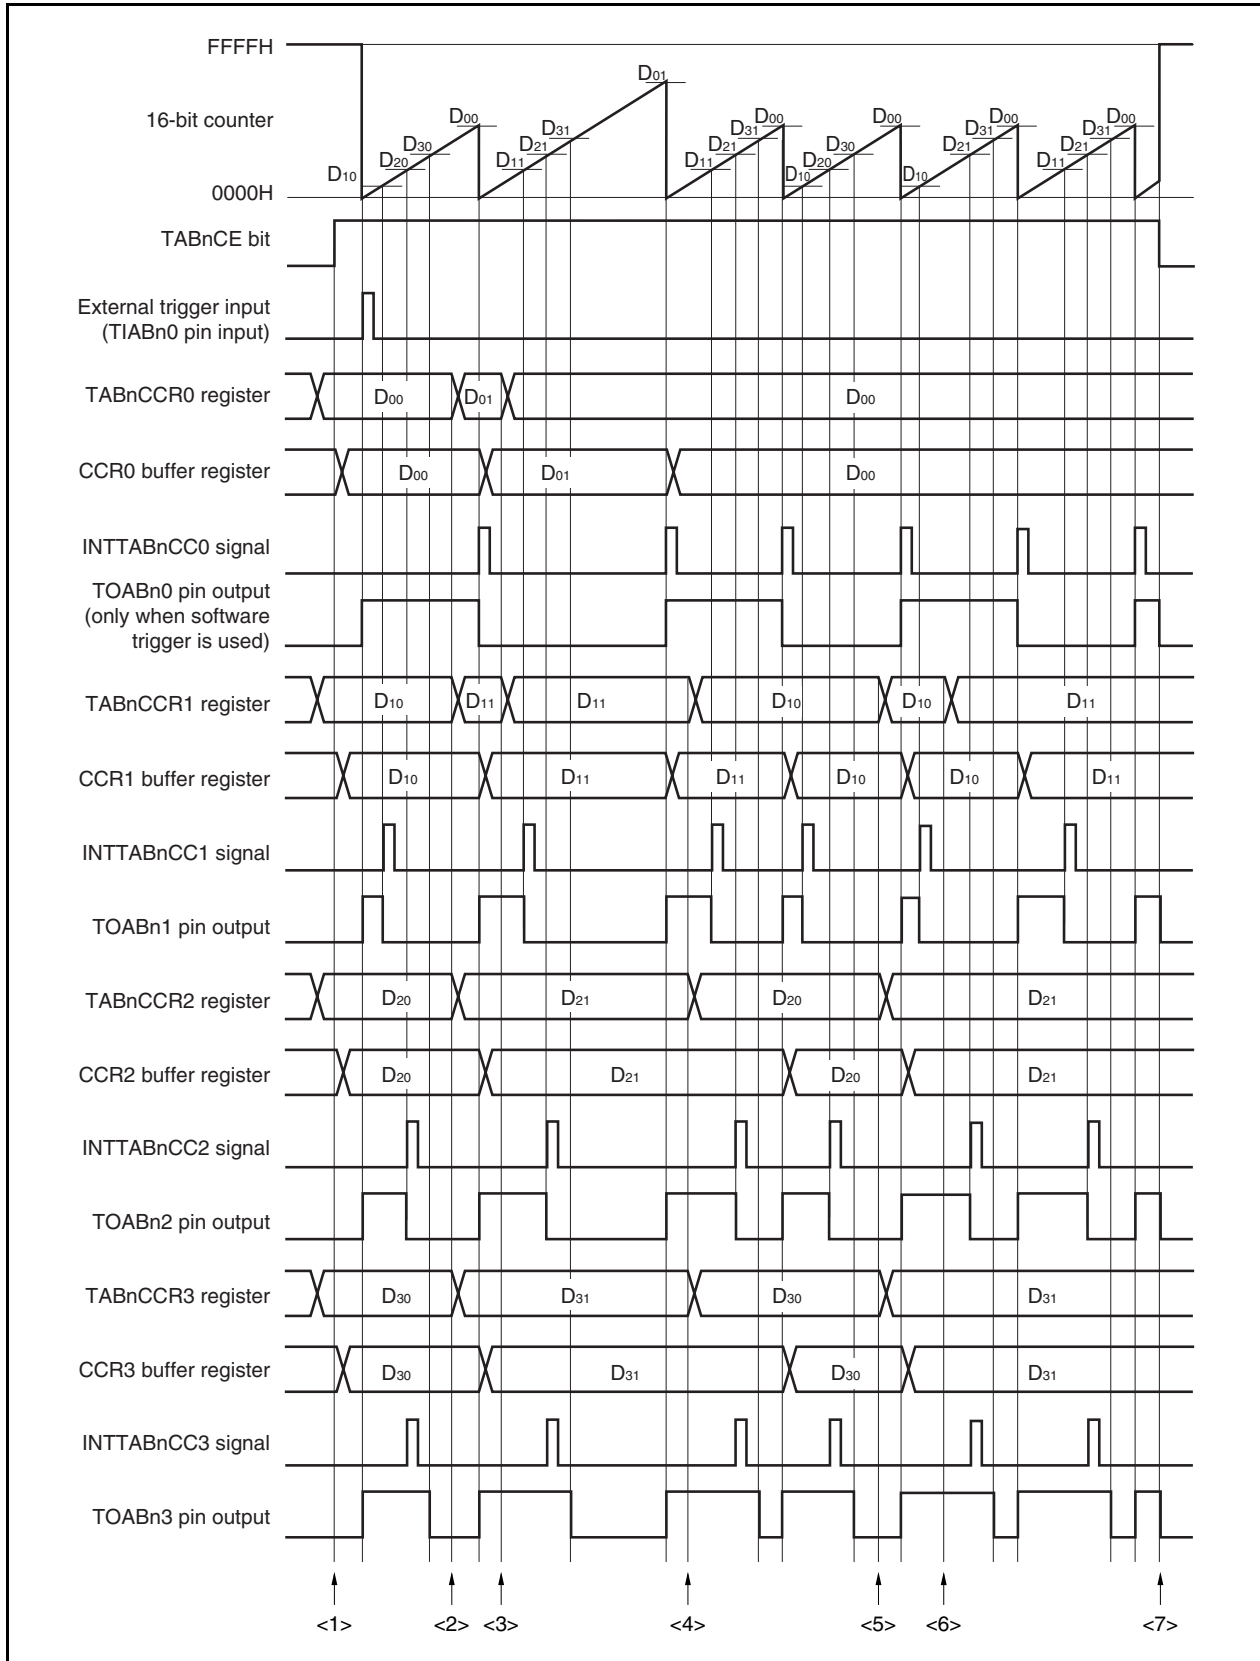 FFFFH
16-bit counter
0000H
D10 D20 D30 D00 D11 D21 D31 D01 D11 D21 D31 D00 D10 D20 D30 D00 D10 D21 D31 D00 D11 D21 D31 D00
TABnCE bit
External trigger input
(TIABn0 pin input)
TABnCCR0 register D00 D01 D00
CCR0 buffer register D00 D01 D00
INTTABnCC0 signal
TOABn0 pin output
(only when software
trigger is used)
TABnCCR1 register D10 D11 D11 D10 D10 D11
CCR1 buffer register D10 D11 D11 D10 D10 D11
INTTABnCC1 signal
TOABn1 pin output
TABnCCR2 register D20 D21 D20 D21
CCR2 buffer register D20 D21 D20 D21
INTTABnCC2 signal
TOABn2 pin output
TABnCCR3 register D30 D31 D30 D31
CCR3 buffer register D30 D31 D30 D31
INTTABnCC3 signal
TOABn3 pin output
<1> <2> <3> <4> <5> <6> <7>